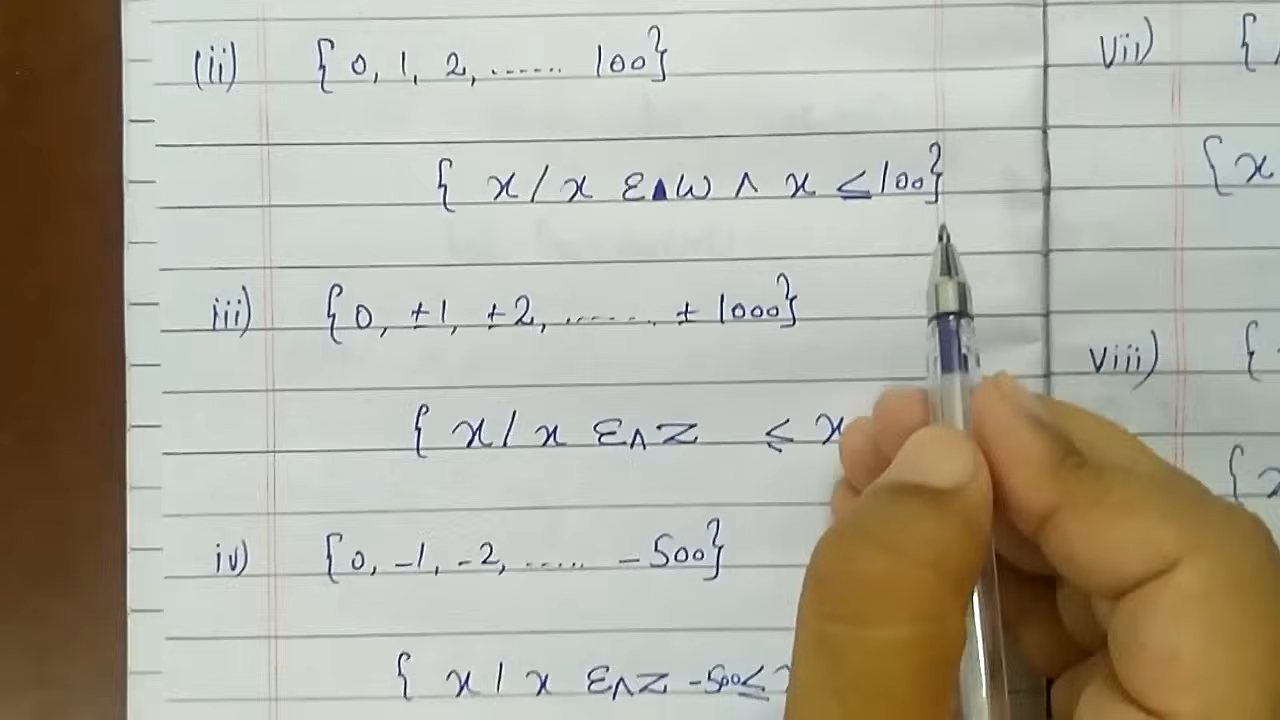 (ii) { 0, 1, 2, ...... 100}
{ x / x ε∧W ∧ x ≤ 100}
iii) {0, ±1, ±2, ....... ± 1000}
{ x / x ε∧Z ≤ x
iv) {0, -1, -2, ..... - 500}
{ x / x ε∧Z -500≤
vii) {
{x
viii) {
{x